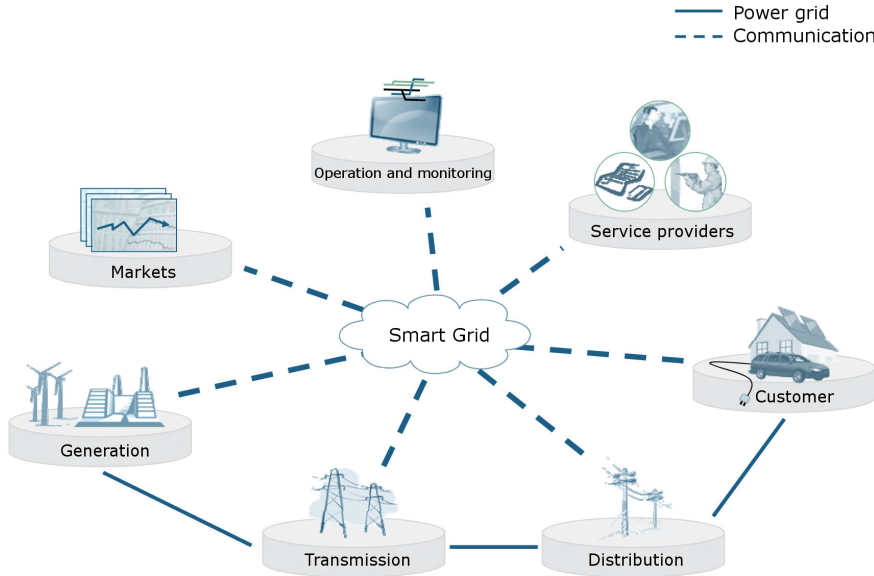 Power grid
Communication
Operation and monitoring
Service providers
Markets
Smart Grid
Customer
Generation
Transmission
Distribution